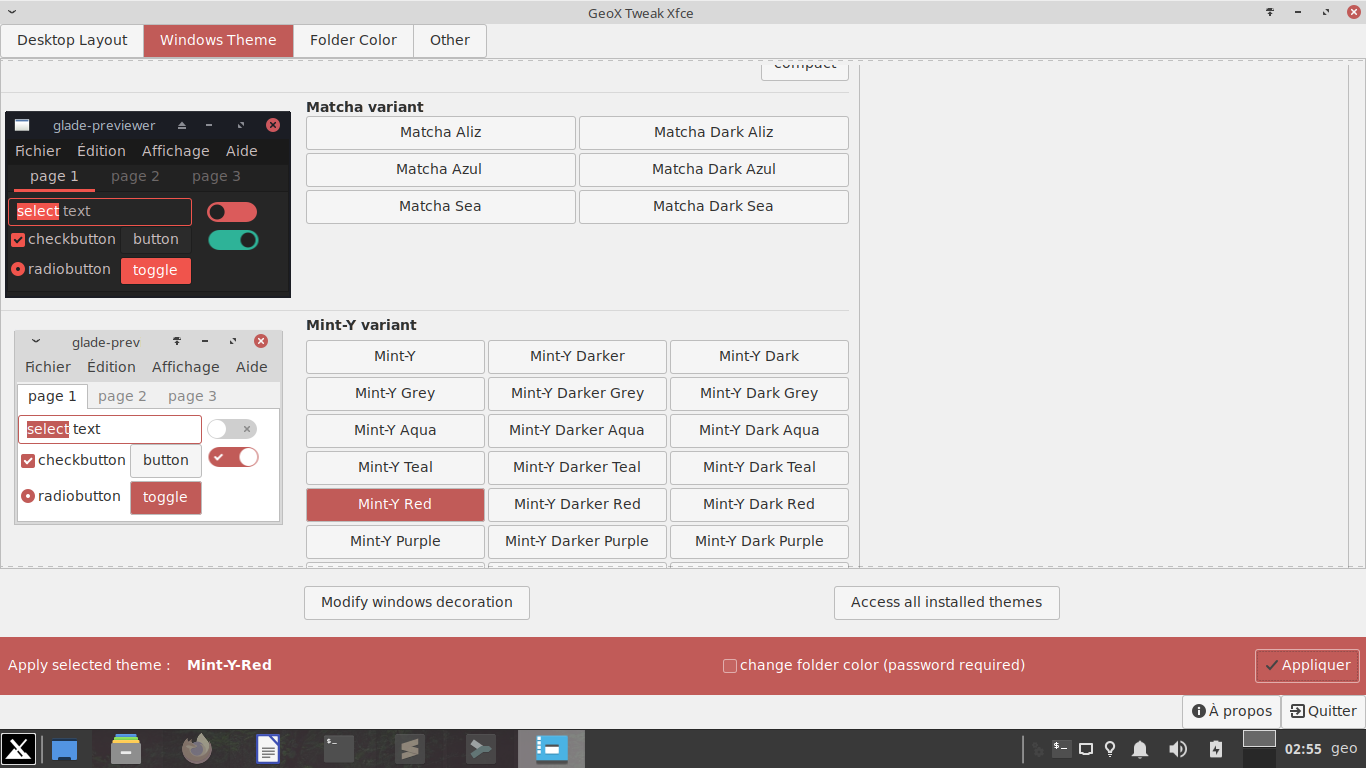 GeoX Tweak Xfce
Desktop Layout Windows Theme Folder Color Other
compact
Matcha variant
glade-previewer
Fichier Édition Affichage Aide
page 1 page 2 page 3
select text
checkbutton button
radiobutton toggle
Matcha Aliz Matcha Dark Aliz
Matcha Azul Matcha Dark Azul
Matcha Sea Matcha Dark Sea
Mint-Y variant
glade-prev
Fichier Édition Affichage Aide
page 1 page 2 page 3
select text
checkbutton button
radiobutton toggle
Mint-Y Mint-Y Darker Mint-Y Dark
Mint-Y Grey Mint-Y Darker Grey Mint-Y Dark Grey
Mint-Y Aqua Mint-Y Darker Aqua Mint-Y Dark Aqua
Mint-Y Teal Mint-Y Darker Teal Mint-Y Dark Teal
Mint-Y Red Mint-Y Darker Red Mint-Y Dark Red
Mint-Y Purple Mint-Y Darker Purple Mint-Y Dark Purple
Modify windows decoration Access all installed themes
Apply selected theme : Mint-Y-Red change folder color (password required) Appliquer
À propos Quitter
02:55 geo